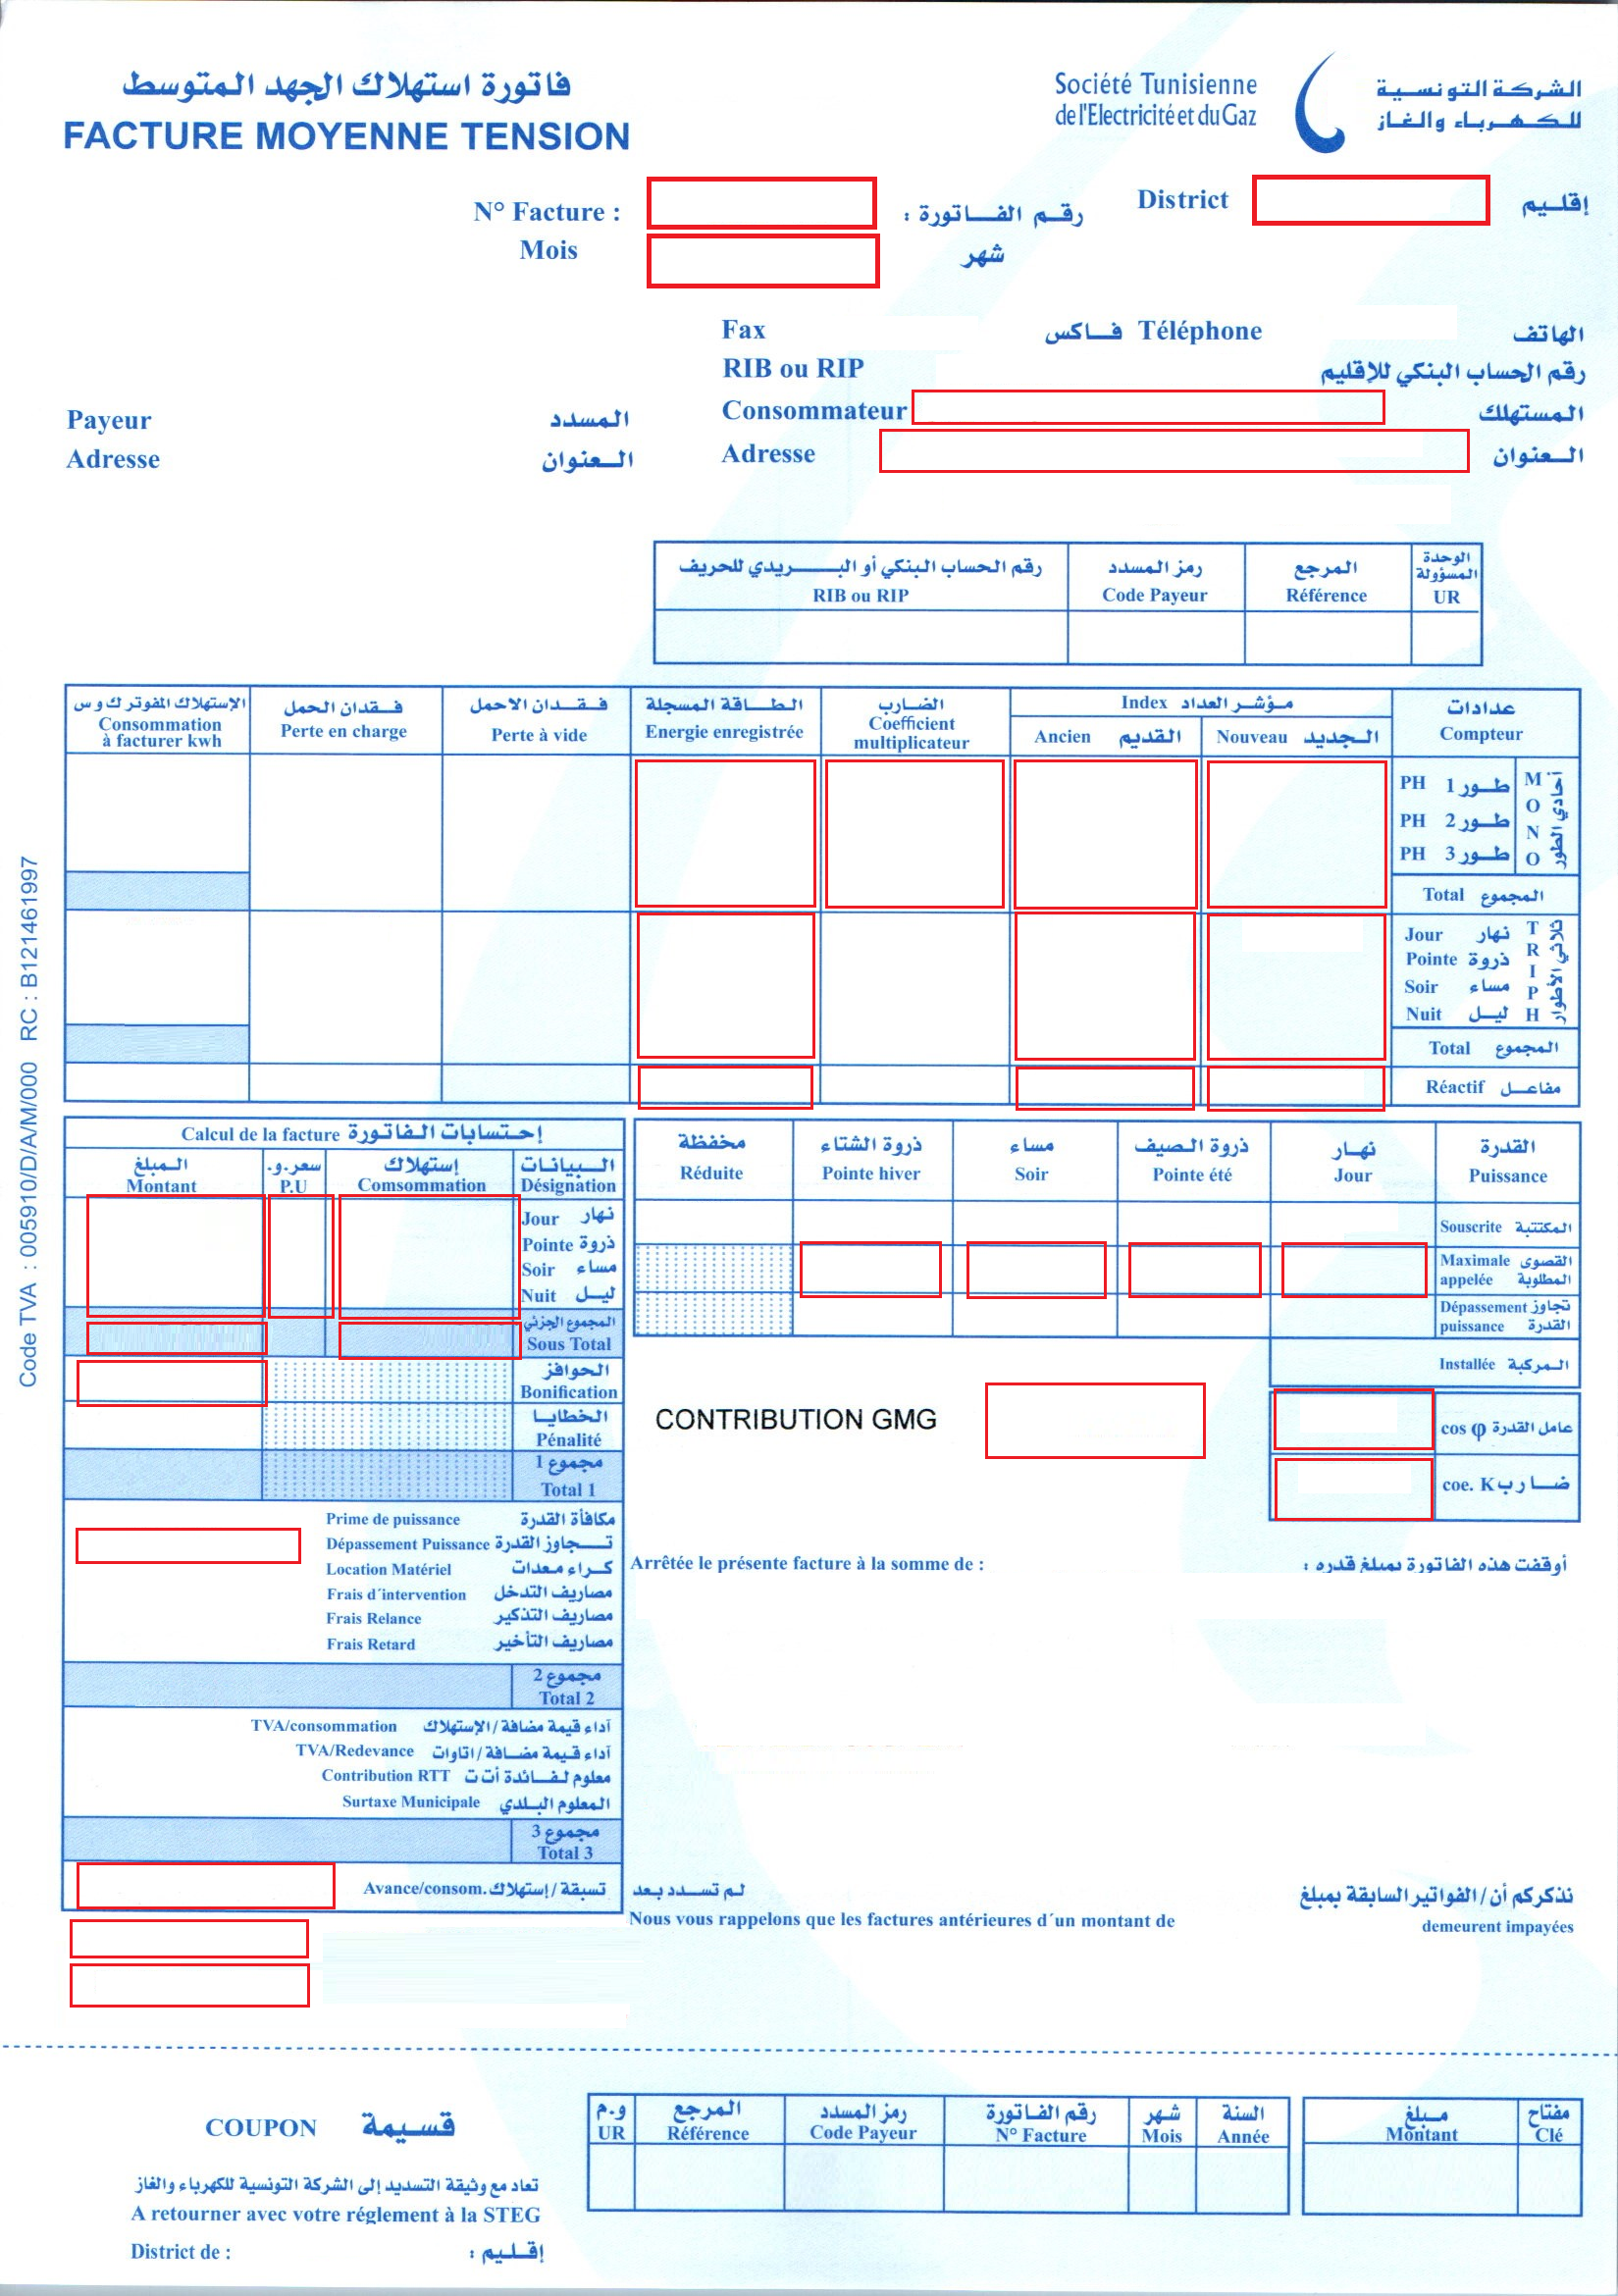 فاتورة استهلاك الجهد المتوسط
FACTURE MOYENNE TENSION
Société Tunisienne
de l'Electricité et du Gaz
الشركة التونسية
للكهرباء والغاز
N° Facture : رقم الفاتورة :
Mois شهر
District إقليم
Fax فاكس Téléphone الهاتف
RIB ou RIP رقم الحساب البنكي للإقليم
Consommateur المستهلك
Adresse العنوان
Payeur المسدد
Adresse العنوان
رقم الحساب البنكي أو البريدي للحريف
RIB ou RIP
رمز المسدد
Code Payeur
المرجع
Référence
الوحدة
المسؤولة
UR
الإستهلاك المفوتر ك و س
Consommation
à facturer kwh
فقدان الحمل
Perte en charge
فقدان الاحمل
Perte à vide
الطاقة المسجلة
Energie enregistrée
الضارب
Coefficient
multiplicateur
Index مؤشر العداد
Ancien القديم
Nouveau الجديد
عدادات
Compteur
PH 1 طور
PH 2 طور
PH 3 طور
MONO
أحادي الطور
Total المجموع
Jour نهار
Pointe ذروة
Soir مساء
Nuit ليل
TRIPH
ثلاثي الأطوار
Total المجموع
Réactif مفاعل
Code TVA : 005910/D/A/M/000 RC : B121461997
Calcul de la facture إحتسابات الفاتورة
المبلغ
Montant
سعر.و.
P.U
إستهلاك
Comsommation
البيانات
Désignation
Jour نهار
Pointe ذروة
Soir مساء
Nuit ليل
المجموع الجزئي
Sous Total
الحوافز
Bonification
الخطايا
Pénalité
مجموع 1
Total 1
Prime de puissance مكافأة القدرة
Dépassement Puissance تجاوز القدرة
Location Matériel كراء معدات
Frais d'intervention مصاريف التدخل
Frais Relance مصاريف التذكير
Frais Retard مصاريف التأخير
مجموع 2
Total 2
TVA/consommation آداء قيمة مضافة/الإستهلاك
TVA/Redevance آداء قيمة مضافة/اتاوات
Contribution RTT معلوم لفائدة أ ت ت
Surtaxe Municipale المعلوم البلدي
مجموع 3
Total 3
Avance/consom. تسبقة/إستهلاك
مخفظة
Réduite
ذروة الشتاء
Pointe hiver
مساء
Soir
ذروة الصيف
Pointe été
نهار
Jour
القدرة
Puissance
Souscrite المكتتبة
Maximale القصوى
appelée المطلوبة
Dépassement تجاوز
puissance القدرة
Installée المركبة
CONTRIBUTION GMG
cos φ عامل القدرة
coe. K ضارب
Arrêtée le présente facture à la somme de :
أوقفت هذه الفاتورة بمبلغ قدره :
لم تسدد بعد
نذكركم أن/الفواتير السابقة بمبلغ
Nous vous rappelons que les factures antérieures d'un montant de
demeurent impayées
COUPON قسيمة
تعاد مع وثيقة التسديد إلى الشركة التونسية للكهرباء والغاز
A retourner avec votre réglement à la STEG
District de : إقليم :
و.م
UR
المرجع
Référence
رمز المسدد
Code Payeur
رقم الفاتورة
N° Facture
شهر
Mois
السنة
Année
مبلغ
Montant
مفتاح
Clé